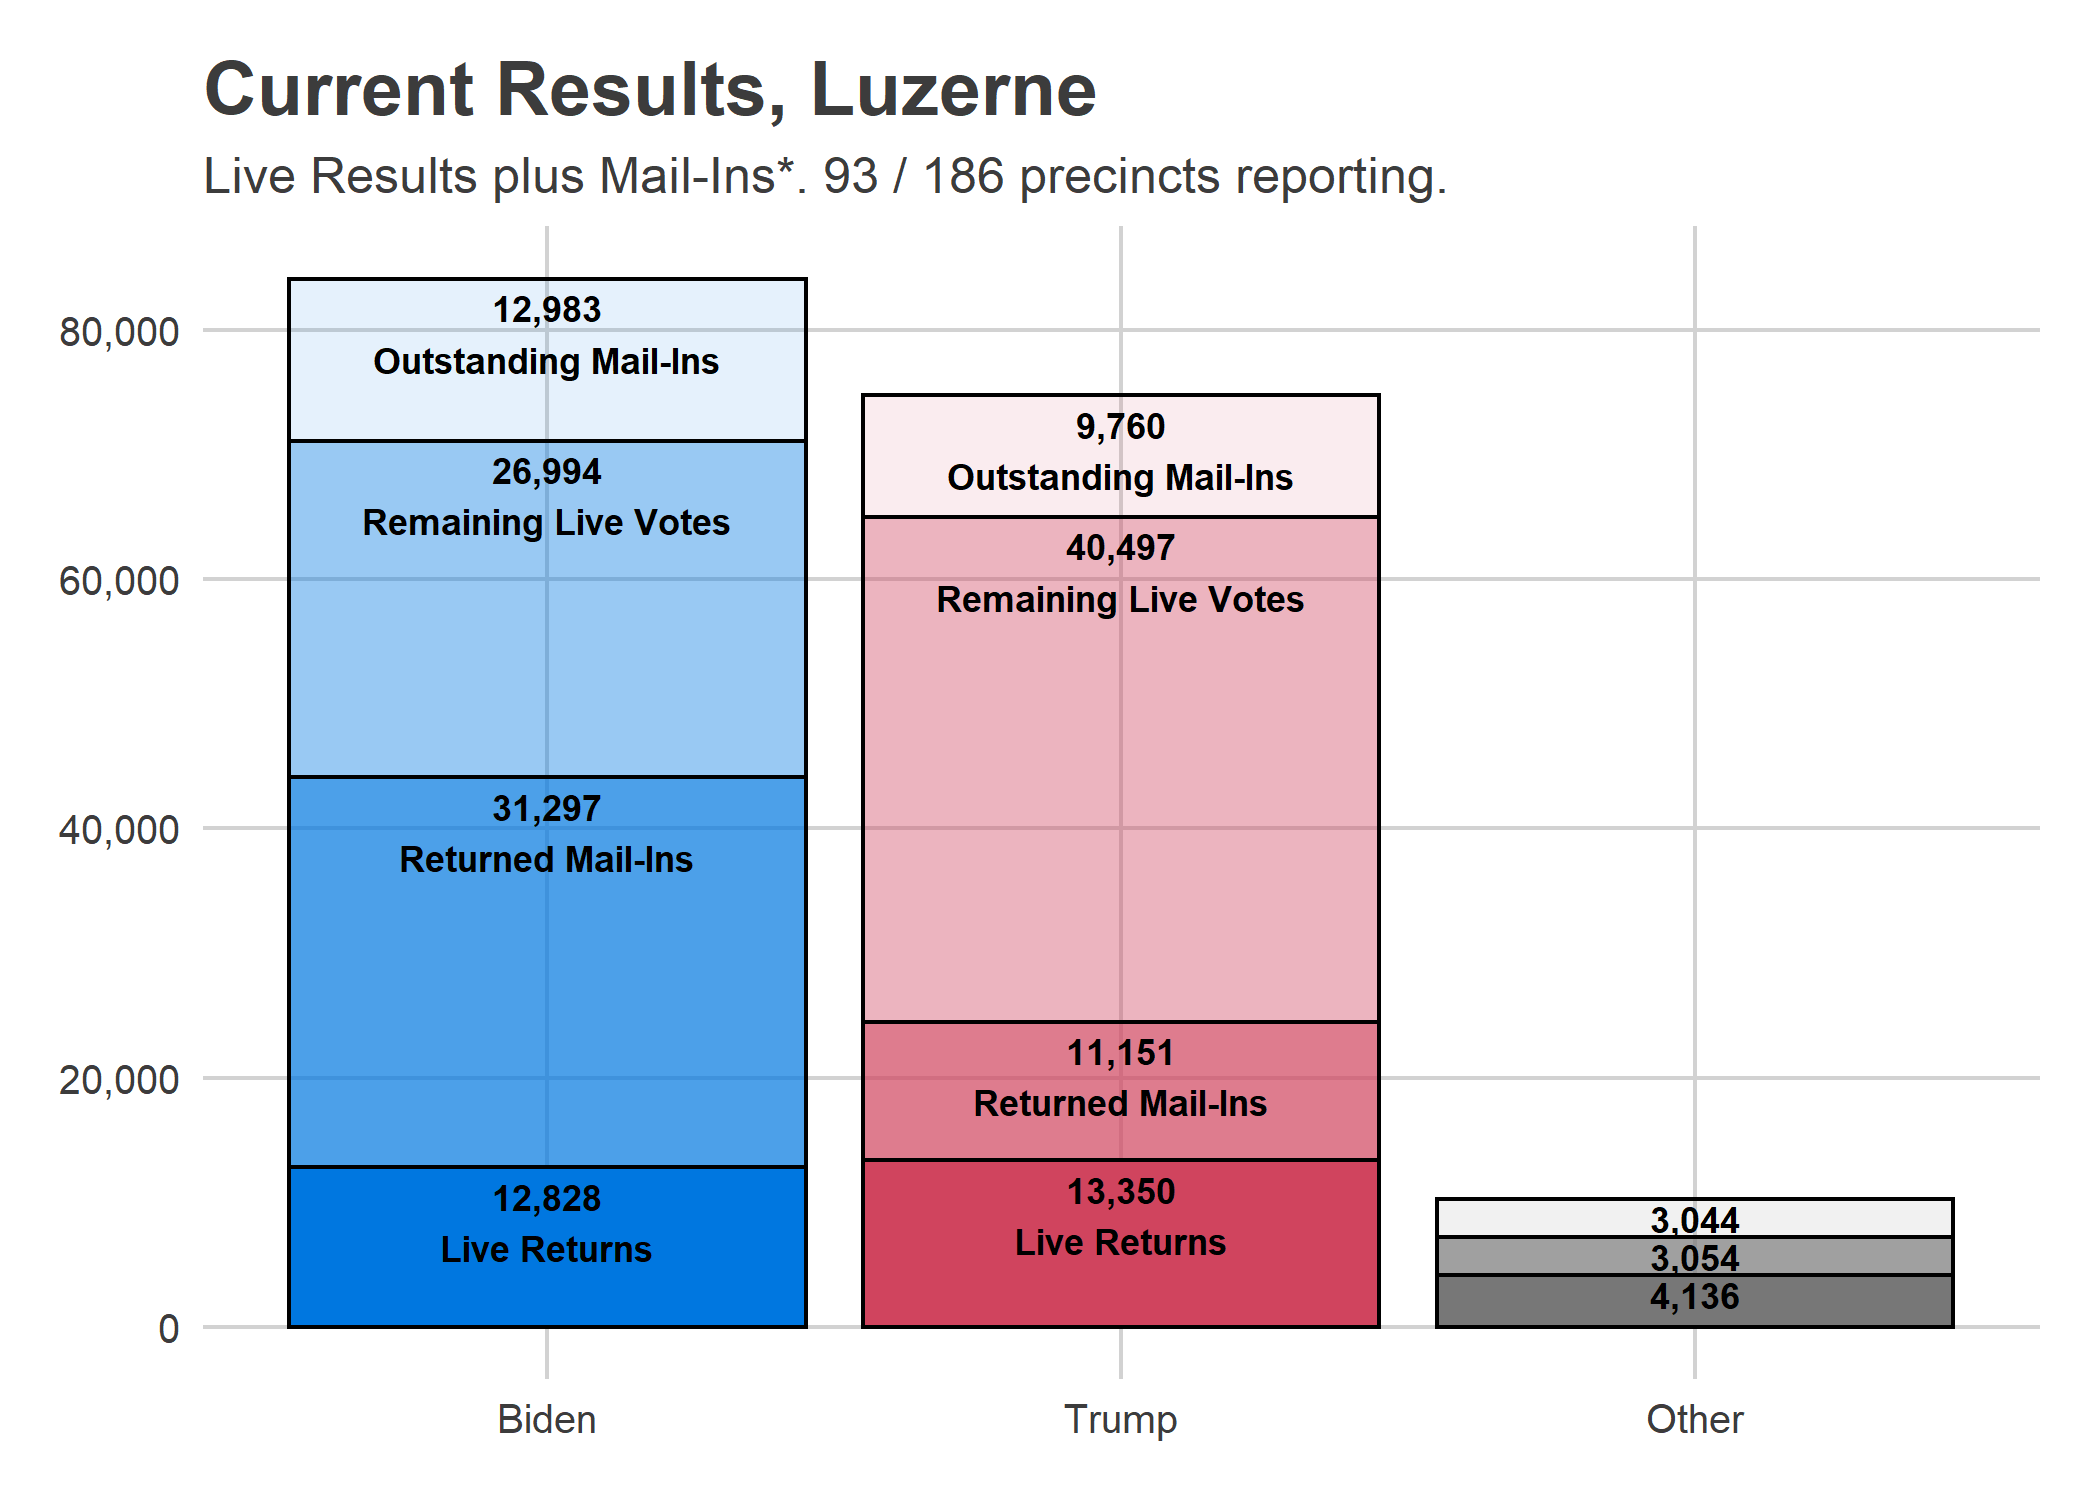 Current Results, Luzerne
Live Results plus Mail-Ins*. 93 / 186 precincts reporting.
80,000
60,000
40,000
20,000
0
12,983
Outstanding Mail-Ins
26,994
Remaining Live Votes
31,297
Returned Mail-Ins
12,828
Live Returns
9,760
Outstanding Mail-Ins
40,497
Remaining Live Votes
11,151
Returned Mail-Ins
13,350
Live Returns
3,044
3,054
4,136
Biden
Trump
Other